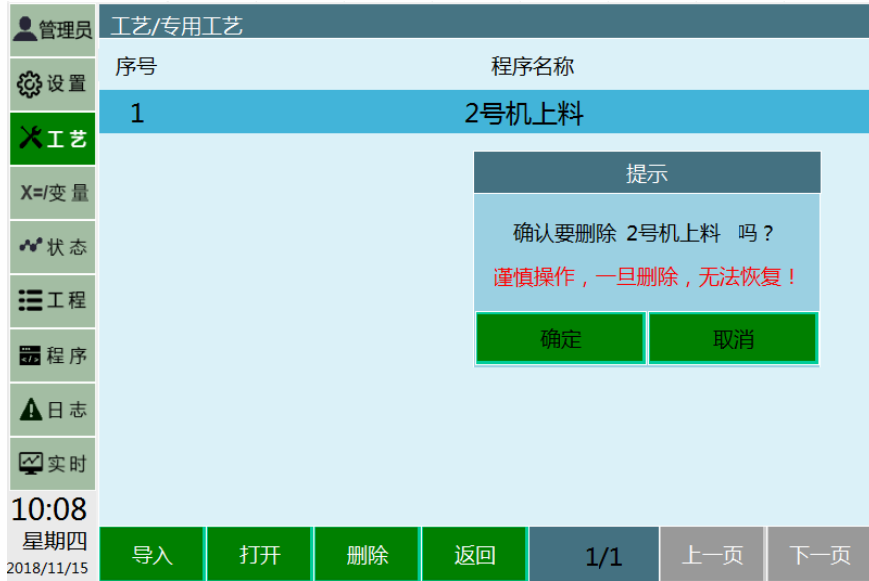 管理员
设置
工艺
X=/变量
状态
工程
程序
日志
实时
10:08
星期四
2018/11/15
工艺/专用工艺
序号 程序名称
1 2号机上料
提示
确认要删除 2号机上料 吗？
谨慎操作，一旦删除，无法恢复！
确定 取消
导入 打开 删除 返回 1/1 上一页 下一页